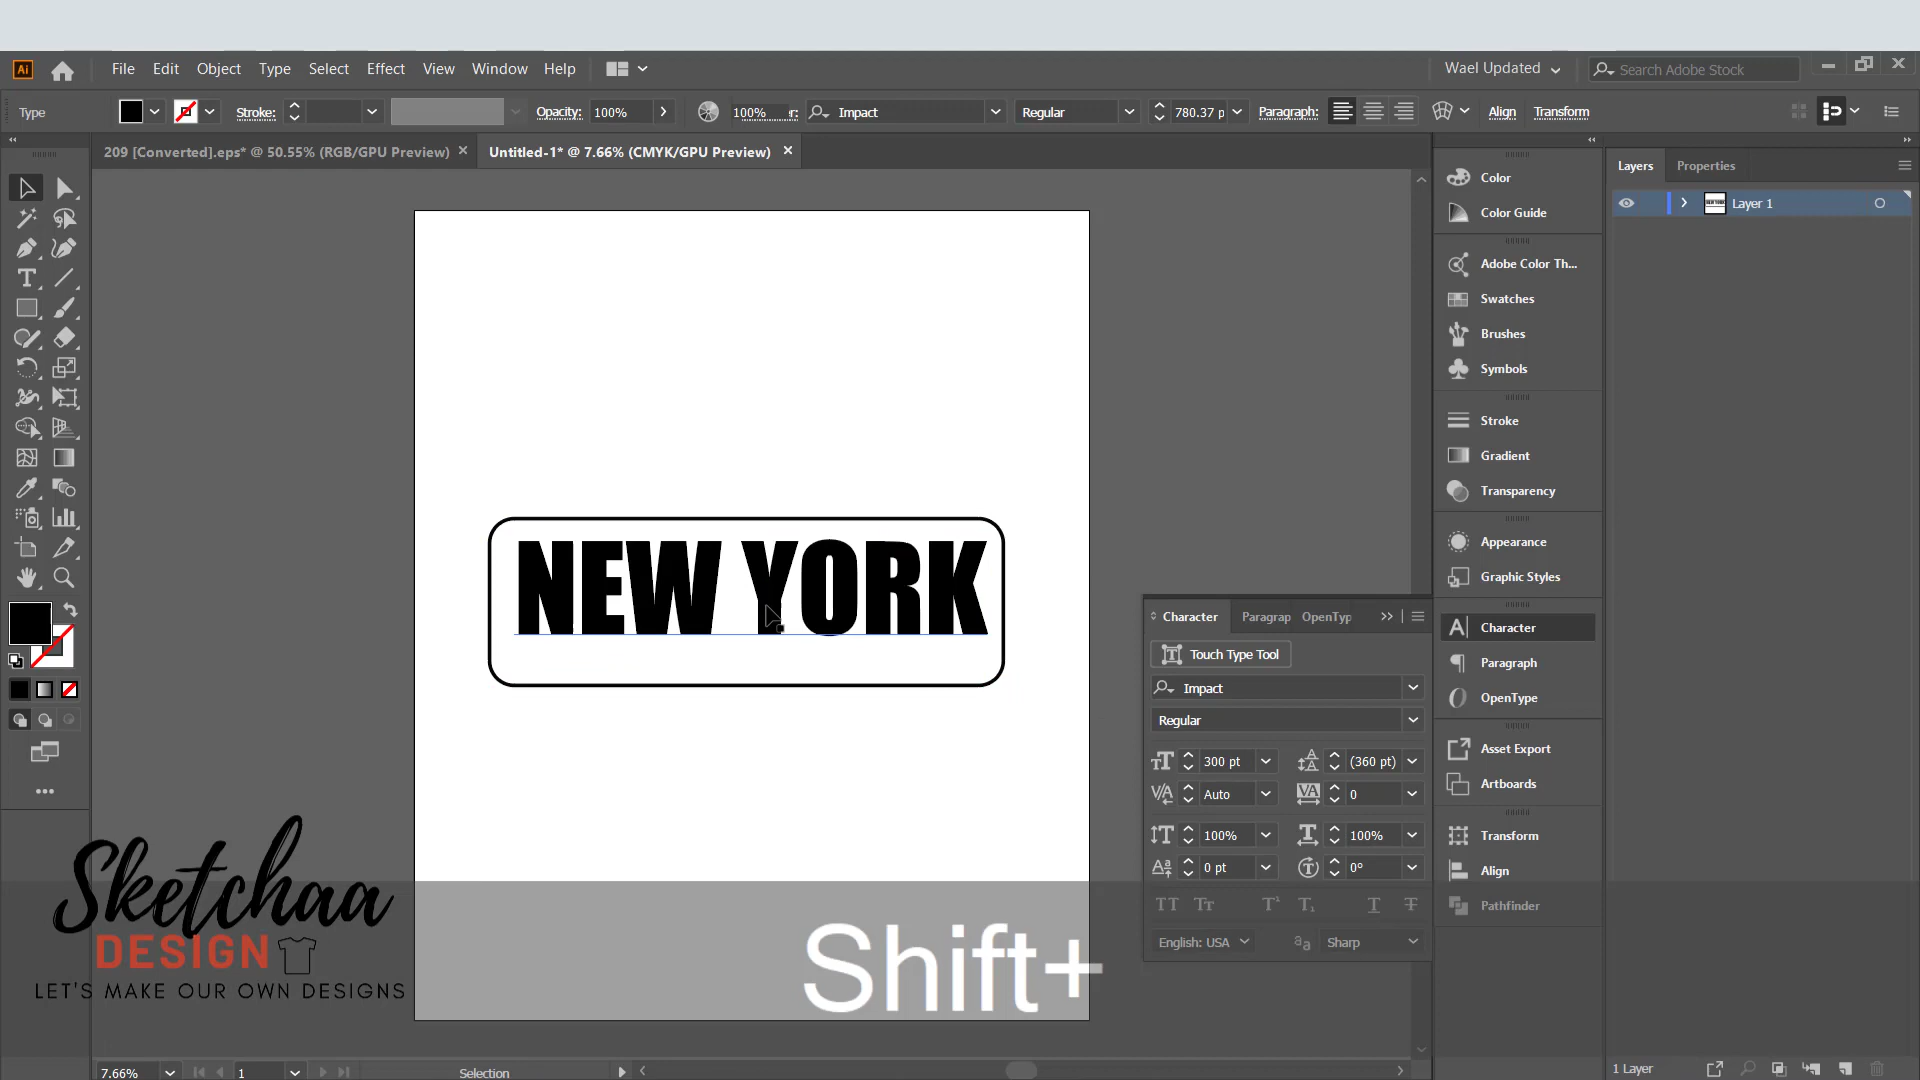 Ai File Edit Object Type Select Effect View Window Help Wael Updated Search Adobe Stock
Type Stroke: Opacity: 100% 100% r: Impact Regular 780.37 p Paragraph: Align Transform
209 [Converted].eps* @ 50.55% (RGB/GPU Preview) × Untitled-1* @ 7.66% (CMYK/GPU Preview) ×
Layers Properties
Layer 1
Color
Color Guide
Adobe Color Th...
Swatches
Brushes
Symbols
Stroke
Gradient
Transparency
Appearance
Graphic Styles
Character
Paragraph
OpenType
Asset Export
Artboards
Transform
Align
Pathfinder
NEW YORK
Character Paragrap OpenTyp
Touch Type Tool
Impact
Regular
300 pt (360 pt)
Auto 0
100% 100%
0 pt 0°
English: USA Sharp
Sketchaa
DESIGN
LET'S MAKE OUR OWN DESIGNS
Shift+
7.66% 1 Selection
1 Layer